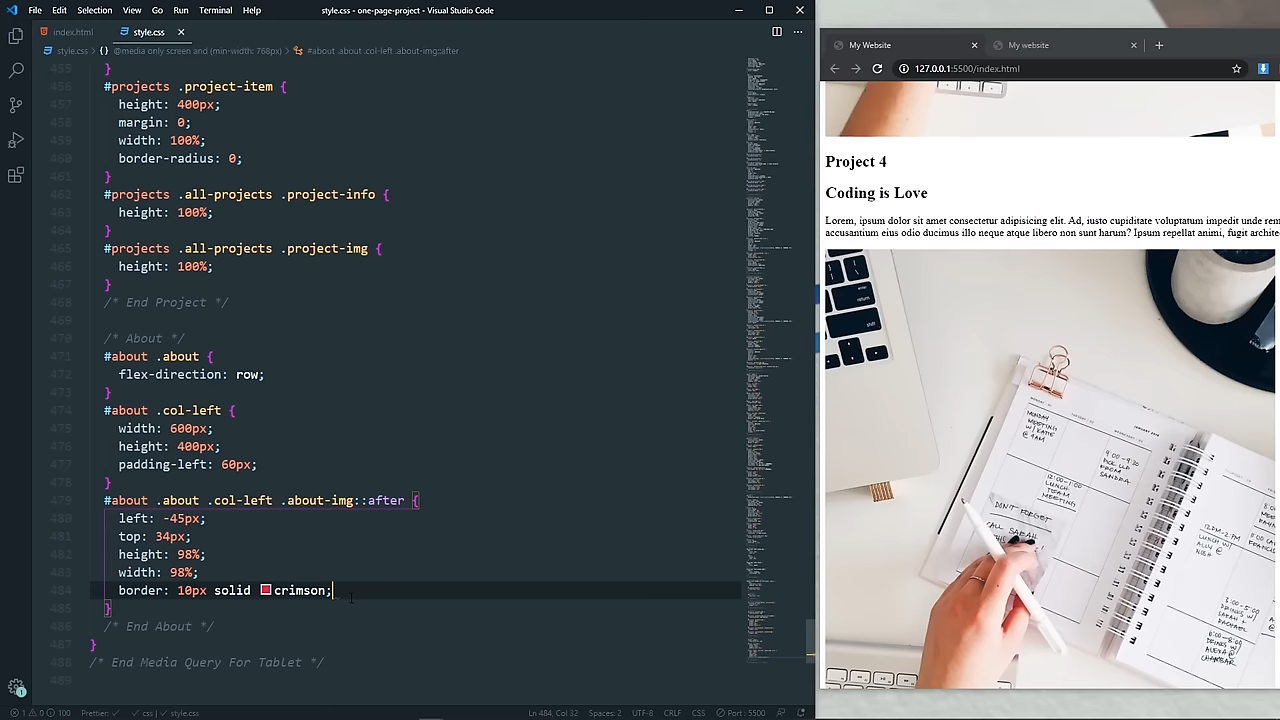 File Edit Selection View Go Run Terminal Help
style.css - one-page-project - Visual Studio Code
index.html
style.css
style.css > {} @media only screen and (min-width: 768px) > #about .about .col-left .about-img::after
455 }
456 #projects .project-item {
457 height: 400px;
458 margin: 0;
459 width: 100%;
460 border-radius: 0;
461 }
462 #projects .all-projects .project-info {
463 height: 100%;
464 }
465 #projects .all-projects .project-img {
466 height: 100%;
467 }
468 /* End Project */
469
470 /* About */
471 #about .about {
472 flex-direction: row;
473 }
474 #about .col-left {
475 width: 600px;
476 height: 400px;
477 padding-left: 60px;
478 }
479 #about .about .col-left .about-img::after {
480 left: -45px;
481 top: 34px;
482 height: 98%;
483 width: 98%;
484 border: 10px solid crimson;
485 }
486 /* End About */
487 }
488 /* End Media Query For Tablet */
489
1 0 100 Prettier: ✓ css | ✓ style.css
Ln 484, Col 32 Spaces: 2 UTF-8 CRLF CSS Port : 5500
My Website
My website
127.0.0.1:5500/index.html
Project 4
Coding is Love
Lorem, ipsum dolor sit amet consectetur adipisicing elit. Ad, iusto cupiditate voluptatum impedit unde
accusantium eius odio ducimus illo neque atque libero non sunt harum? Ipsum repellat animi, fugit arc
enter
return
shift